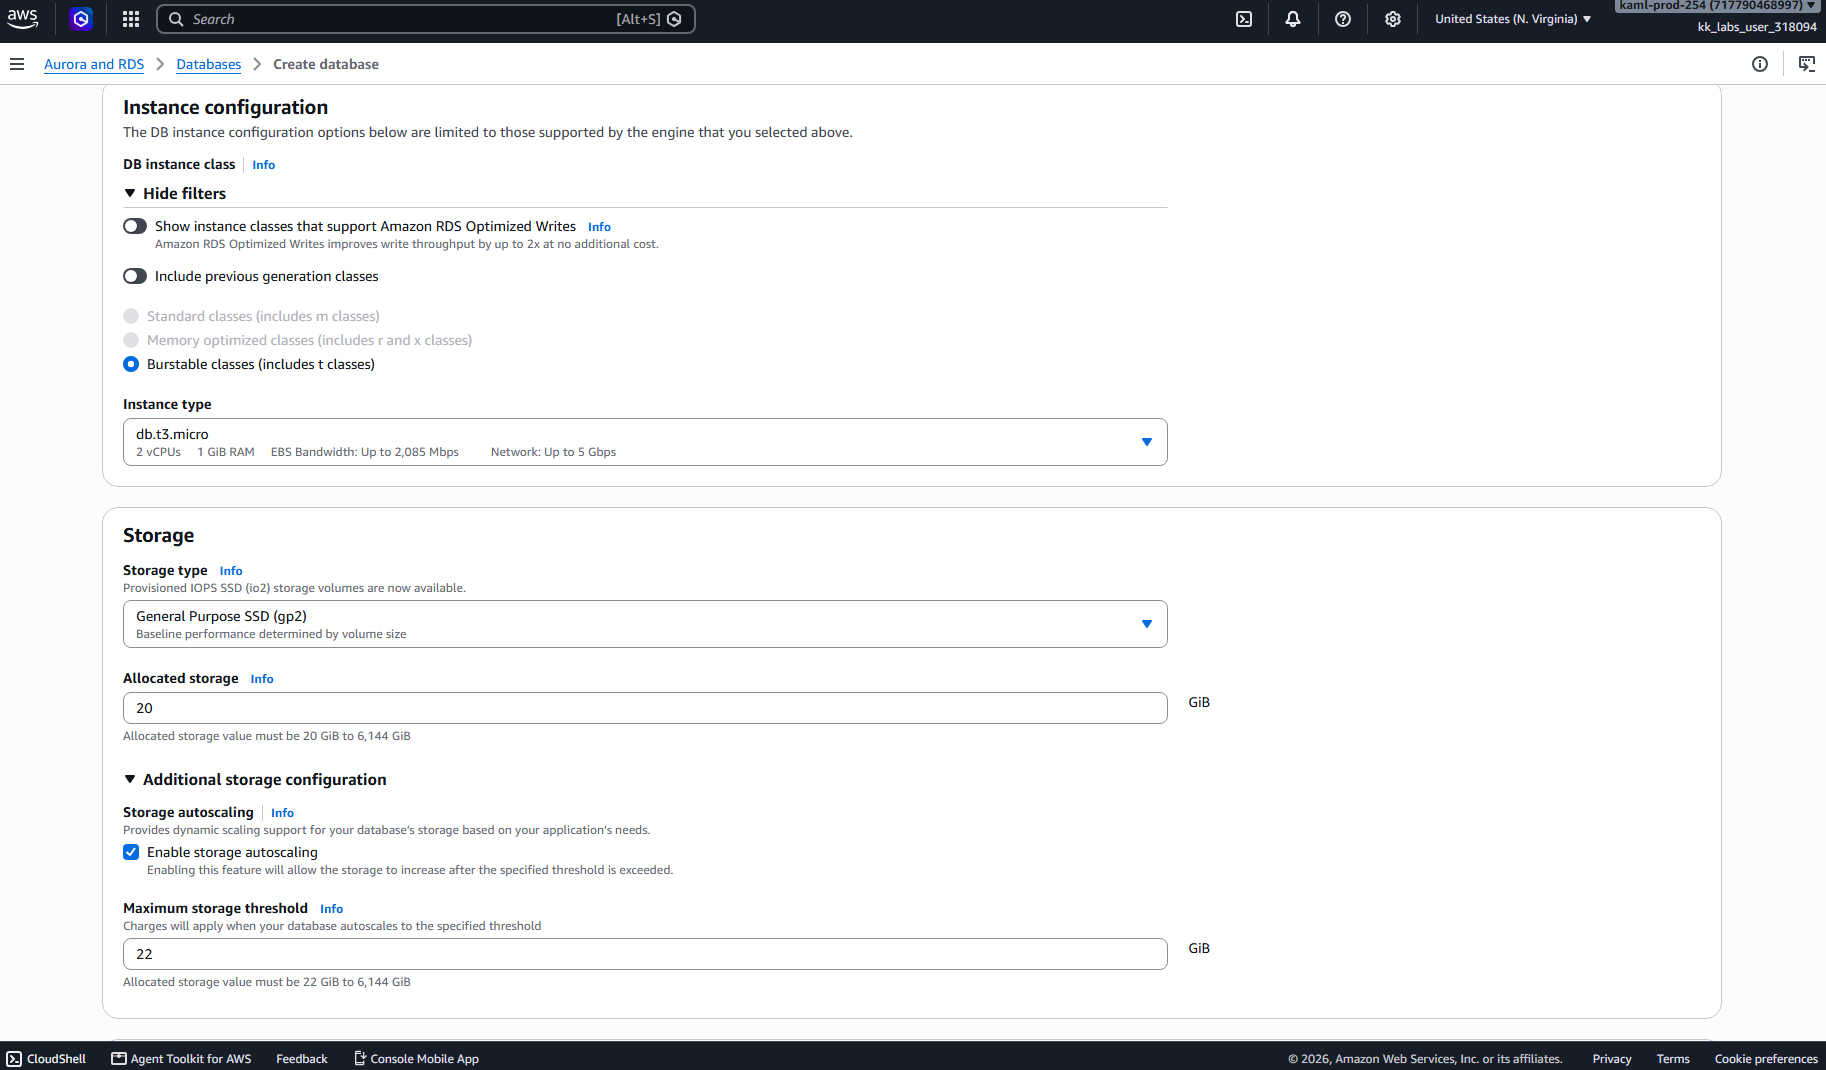 aws
Search
[Alt+S]
United States (N. Virginia)
kaml-prod-254 (717790468997)
kk_labs_user_318094
Aurora and RDS
Databases
Create database
Instance configuration
The DB instance configuration options below are limited to those supported by the engine that you selected above.
DB instance class Info
Hide filters
Show instance classes that support Amazon RDS Optimized Writes Info
Amazon RDS Optimized Writes improves write throughput by up to 2x at no additional cost.
Include previous generation classes
Standard classes (includes m classes)
Memory optimized classes (includes r and x classes)
Burstable classes (includes t classes)
Instance type
db.t3.micro
2 vCPUs 1 GiB RAM EBS Bandwidth: Up to 2,085 Mbps Network: Up to 5 Gbps
Storage
Storage type Info
Provisioned IOPS SSD (io2) storage volumes are now available.
General Purpose SSD (gp2)
Baseline performance determined by volume size
Allocated storage Info
20 GiB
Allocated storage value must be 20 GiB to 6,144 GiB
Additional storage configuration
Storage autoscaling Info
Provides dynamic scaling support for your database’s storage based on your application’s needs.
Enable storage autoscaling
Enabling this feature will allow the storage to increase after the specified threshold is exceeded.
Maximum storage threshold Info
Charges will apply when your database autoscales to the specified threshold
22 GiB
Allocated storage value must be 22 GiB to 6,144 GiB
CloudShell Agent Toolkit for AWS Feedback Console Mobile App © 2026, Amazon Web Services, Inc. or its affiliates. Privacy Terms Cookie preferences